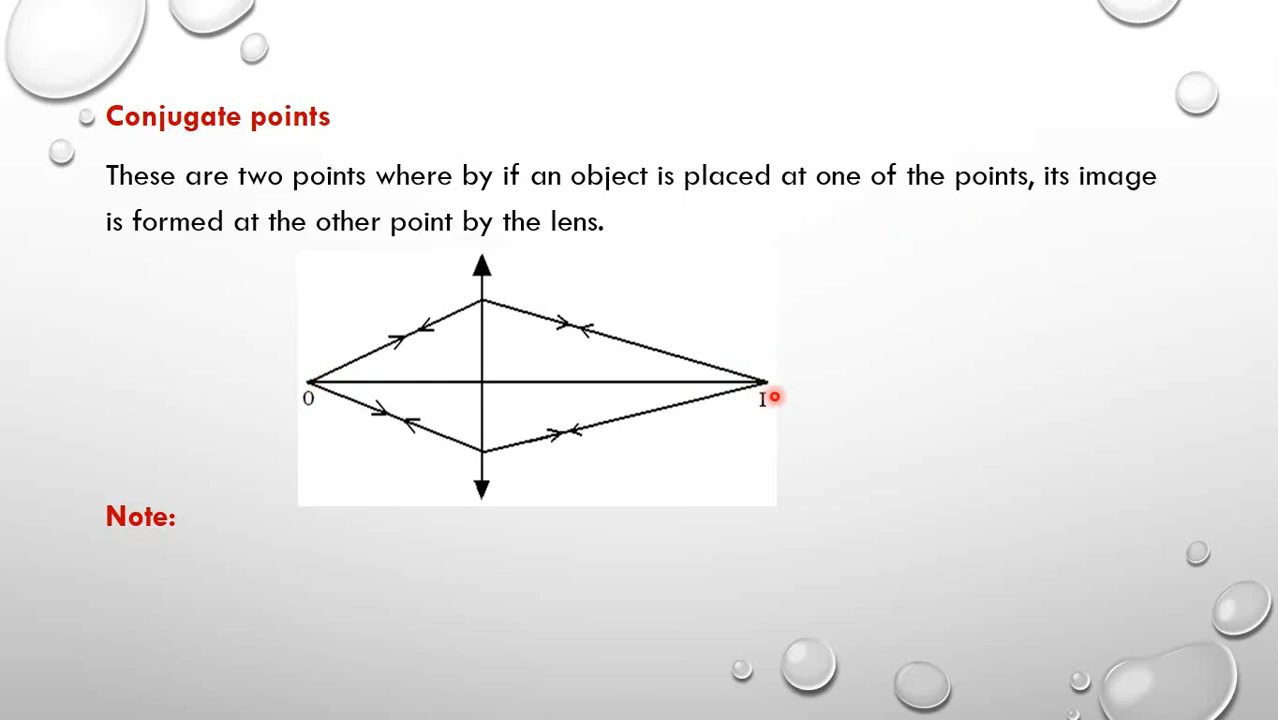 Conjugate points
These are two points where by if an object is placed at one of the points, its image
is formed at the other point by the lens.
O I
Note: